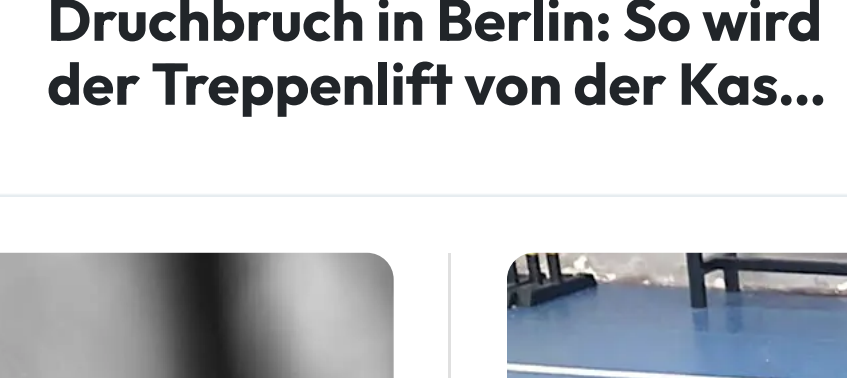 Druchbruch in Berlin: So wird
der Treppenlift von der Kas...